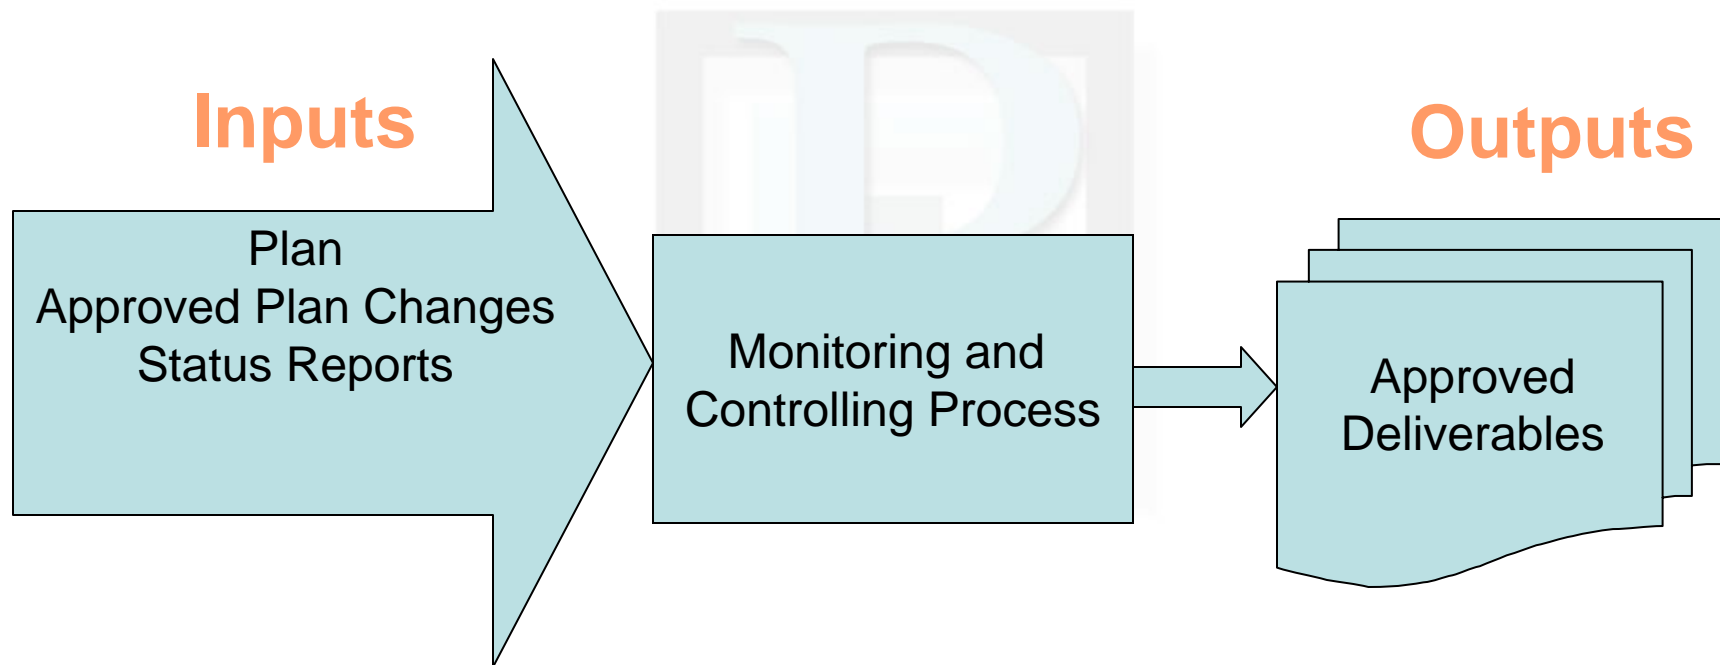 Inputs
Outputs
Plan
Approved Plan Changes
Status Reports
Monitoring and
Controlling Process
Approved
Deliverables